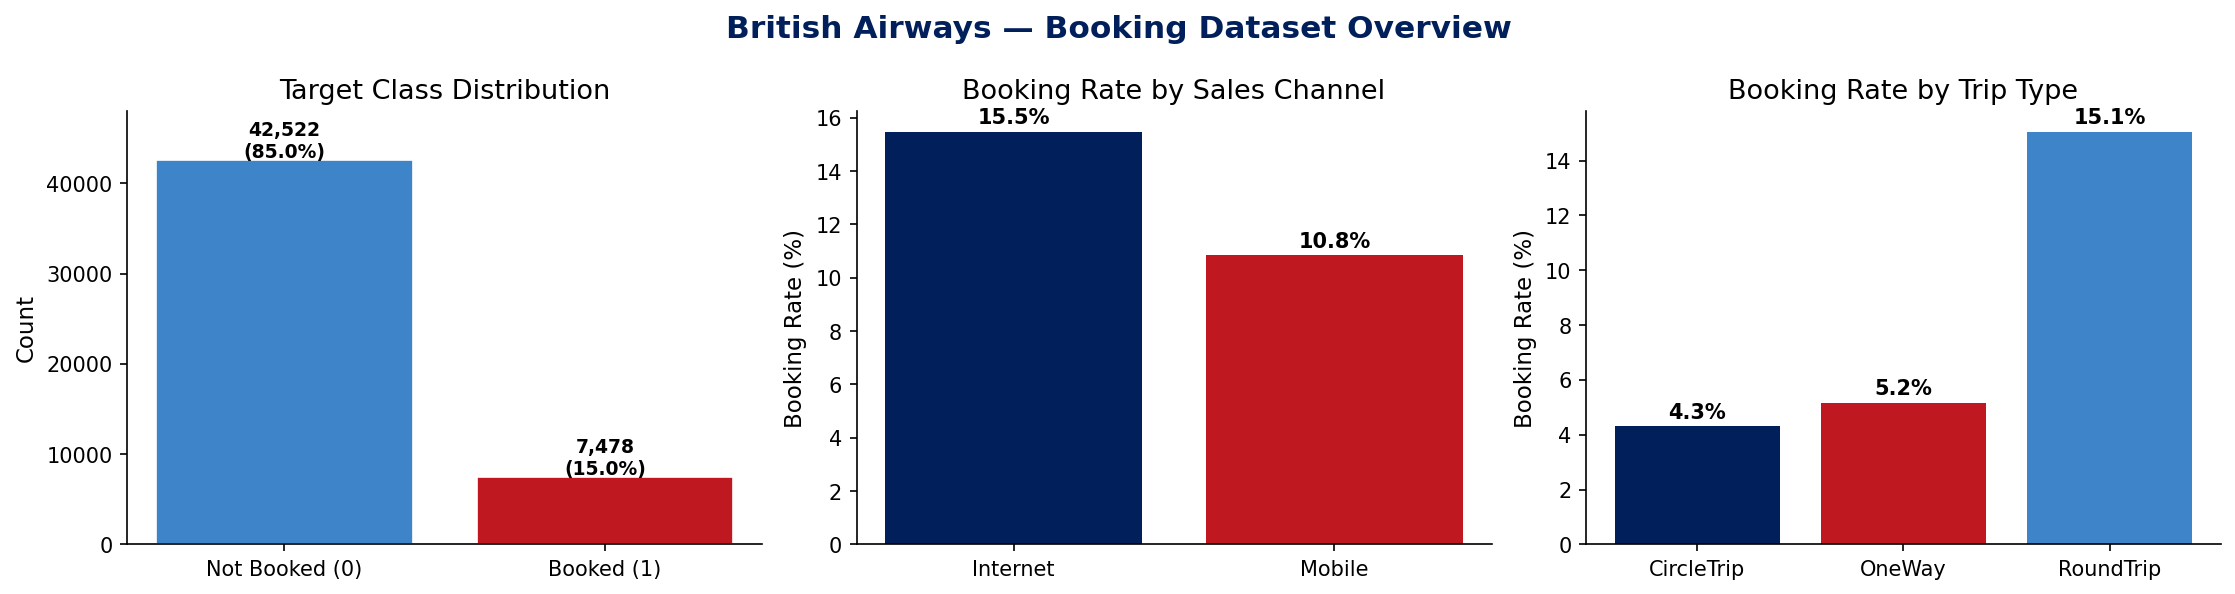 British Airways — Booking Dataset Overview
Target Class Distribution
Count
40000
30000
20000
10000
0
42,522
(85.0%)
7,478
(15.0%)
Not Booked (0)
Booked (1)
Booking Rate by Sales Channel
Booking Rate (%)
16
14
12
10
8
6
4
2
0
15.5%
10.8%
Internet
Mobile
Booking Rate by Trip Type
Booking Rate (%)
14
12
10
8
6
4
2
0
4.3%
5.2%
15.1%
CircleTrip
OneWay
RoundTrip